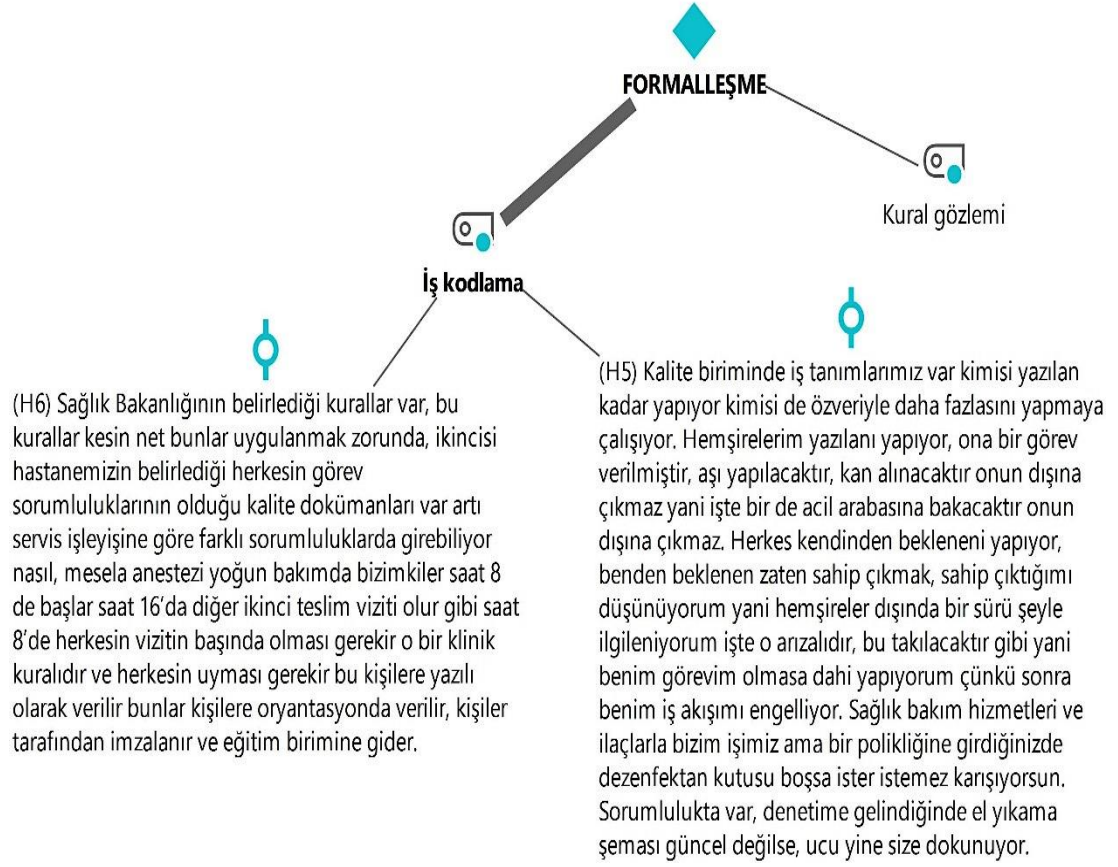 FORMALLEŞME
Kural gözlemi
İş kodlama
(H6) Sağlık Bakanlığının belirlediği kurallar var, bu
kurallar kesin net bunlar uygulanmak zorunda, ikincisi
hastanemizin belirlediği herkesin görev
sorumluluklarının olduğu kalite dokümanları var artı
servis işleyişine göre farklı sorumluluklarda girebiliyor
nasıl, mesela anestezi yoğun bakımda bizimkiler saat 8
de başlar saat 16'da diğer ikinci teslim viziti olur gibi saat
8'de herkesin vizitin başında olması gerekir o bir klinik
kuralıdır ve herkesin uyması gerekir bu kişilere yazılı
olarak verilir bunlar kişilere oryantasyonda verilir, kişiler
tarafından imzalanır ve eğitim birimine gider.
(H5) Kalite biriminde iş tanımlarımız var kimisi yazılan
kadar yapıyor kimisi de özveriyle daha fazlasını yapmaya
çalışıyor. Hemşirelerim yazılanı yapıyor, ona bir görev
verilmiştir, aşı yapılacaktır, kan alınacaktır onun dışına
çıkmaz yani işte bir de acil arabasına bakacaktır onun
dışına çıkmaz. Herkes kendinden bekleneni yapıyor,
benden beklenen zaten sahip çıkmak, sahip çıktığımı
düşünüyorum yani hemşireler dışında bir sürü şeyle
ilgileniyorum işte o arızalıdır, bu takılacaktır gibi yani
benim görevim olmasa dahi yapıyorum çünkü sonra
benim iş akışımı engelliyor. Sağlık bakım hizmetleri ve
ilaçlarla bizim işimiz ama bir polikliğine girdiğinizde
dezenfektan kutusu boşsa ister istemez karışıyorsun.
Sorumlulukta var, denetime gelindiğinde el yıkama
şeması güncel değilse, ucu yine size dokunuyor.